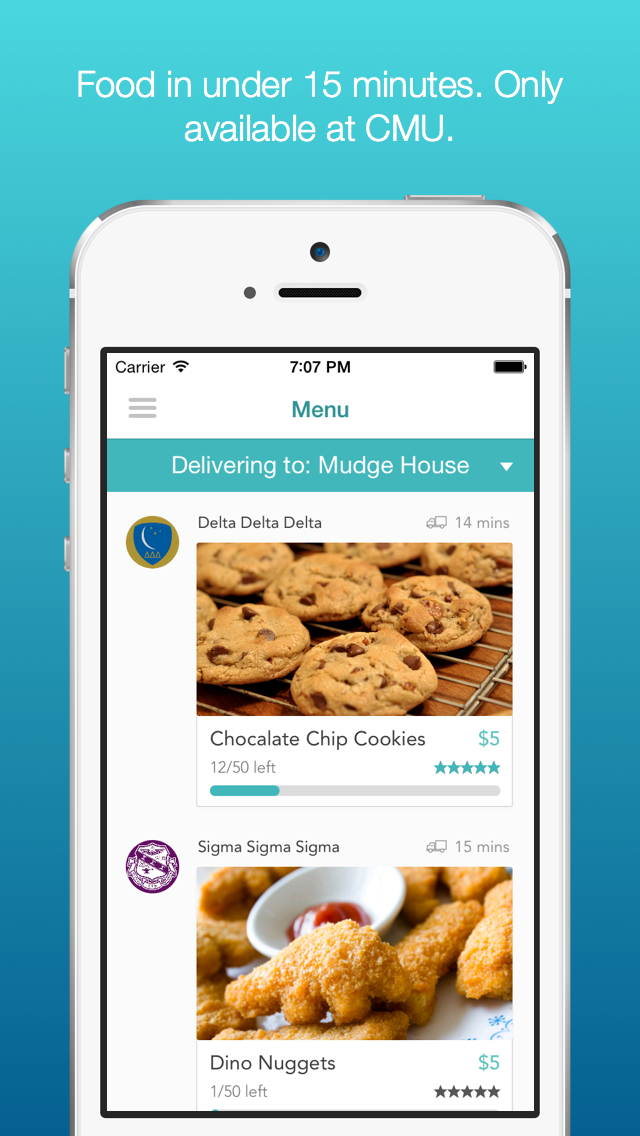 Food in under 15 minutes. Only
available at CMU.
Carrier 7:07 PM
Menu
Delivering to: Mudge House
Delta Delta Delta 14 mins
ΔΔΔ
Chocalate Chip Cookies $5
12/50 left
Sigma Sigma Sigma 15 mins
Dino Nuggets $5
1/50 left